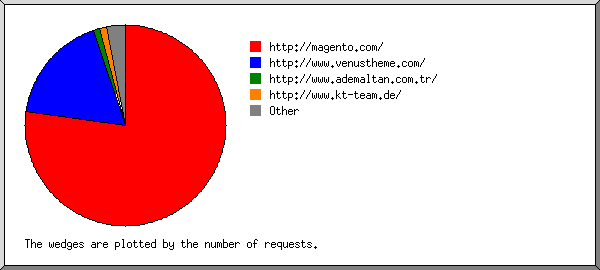 http://magento.com/
http://www.venustheme.com/
http://www.ademaltan.com.tr/
http://www.kt-team.de/
Other
The wedges are plotted by the number of requests.